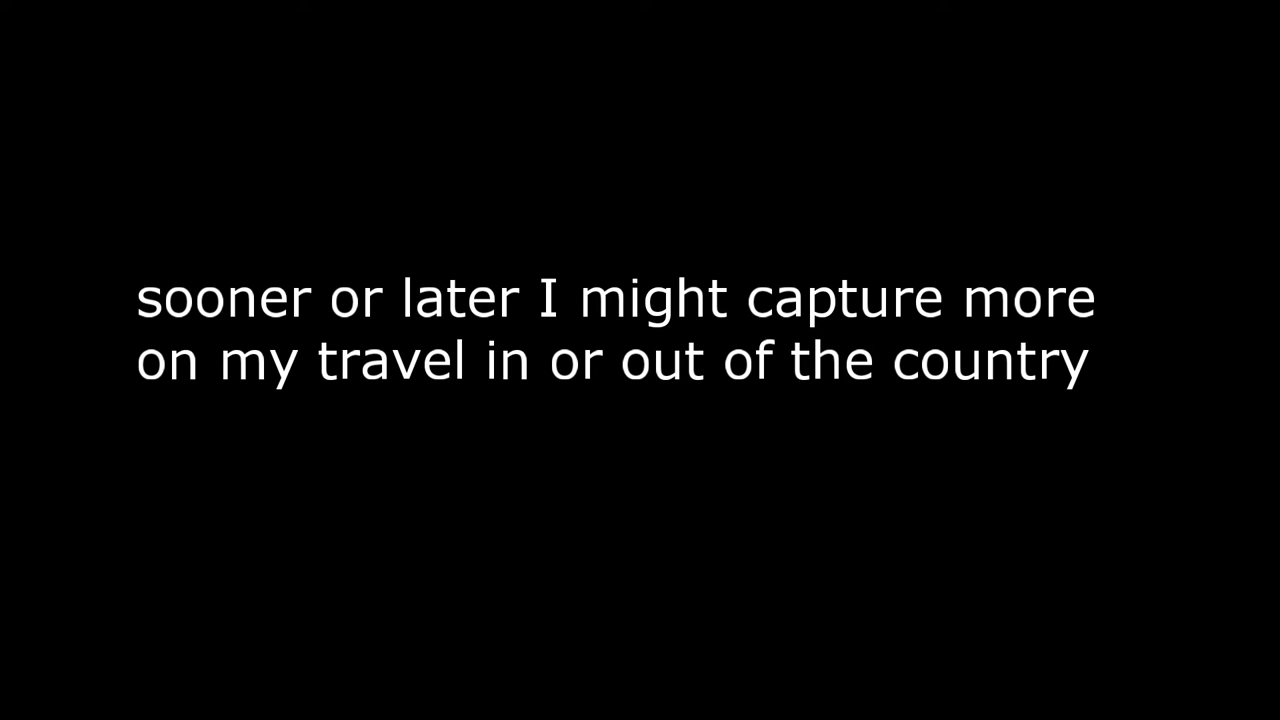 sooner or later I might capture more
on my travel in or out of the country